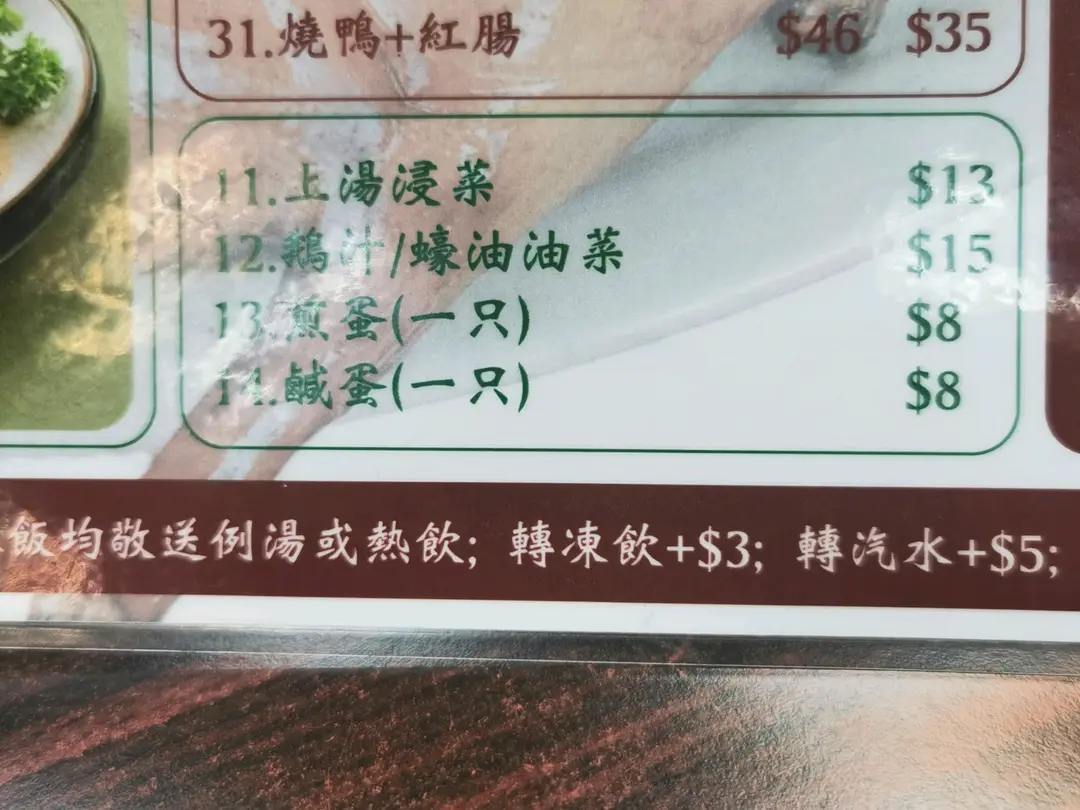 31.燒鴨+紅腸 $46 $35
11.上湯浸菜 $13
12.鵝汁/蠔油油菜 $15
13.煎蛋(一只) $8
14.鹹蛋(一只) $8
飯均敬送例湯或熱飲; 轉凍飲+$3; 轉汽水+$5;